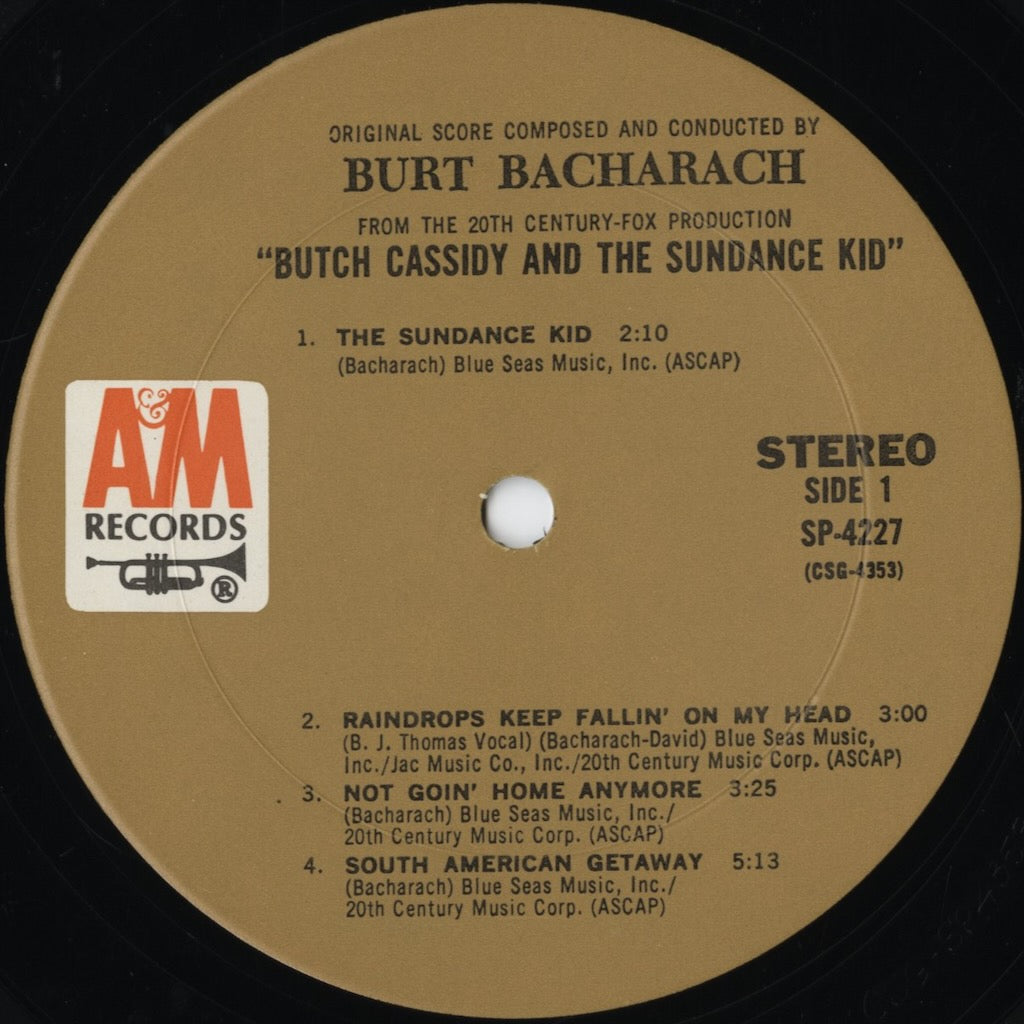 ORIGINAL SCORE COMPOSED AND CONDUCTED BY
BURT BACHARACH
FROM THE 20TH CENTURY-FOX PRODUCTION
“BUTCH CASSIDY AND THE SUNDANCE KID”
1. THE SUNDANCE KID 2:10
(Bacharach) Blue Seas Music, Inc. (ASCAP)
A&M
RECORDS
®
STEREO
SIDE 1
SP-4227
(CSG-4353)
2. RAINDROPS KEEP FALLIN' ON MY HEAD 3:00
(B. J. Thomas Vocal) (Bacharach-David) Blue Seas Music,
Inc./Jac Music Co., Inc./20th Century Music Corp. (ASCAP)
3. NOT GOIN' HOME ANYMORE 3:25
(Bacharach) Blue Seas Music, Inc./
20th Century Music Corp. (ASCAP)
4. SOUTH AMERICAN GETAWAY 5:13
(Bacharach) Blue Seas Music, Inc./
20th Century Music Corp. (ASCAP)